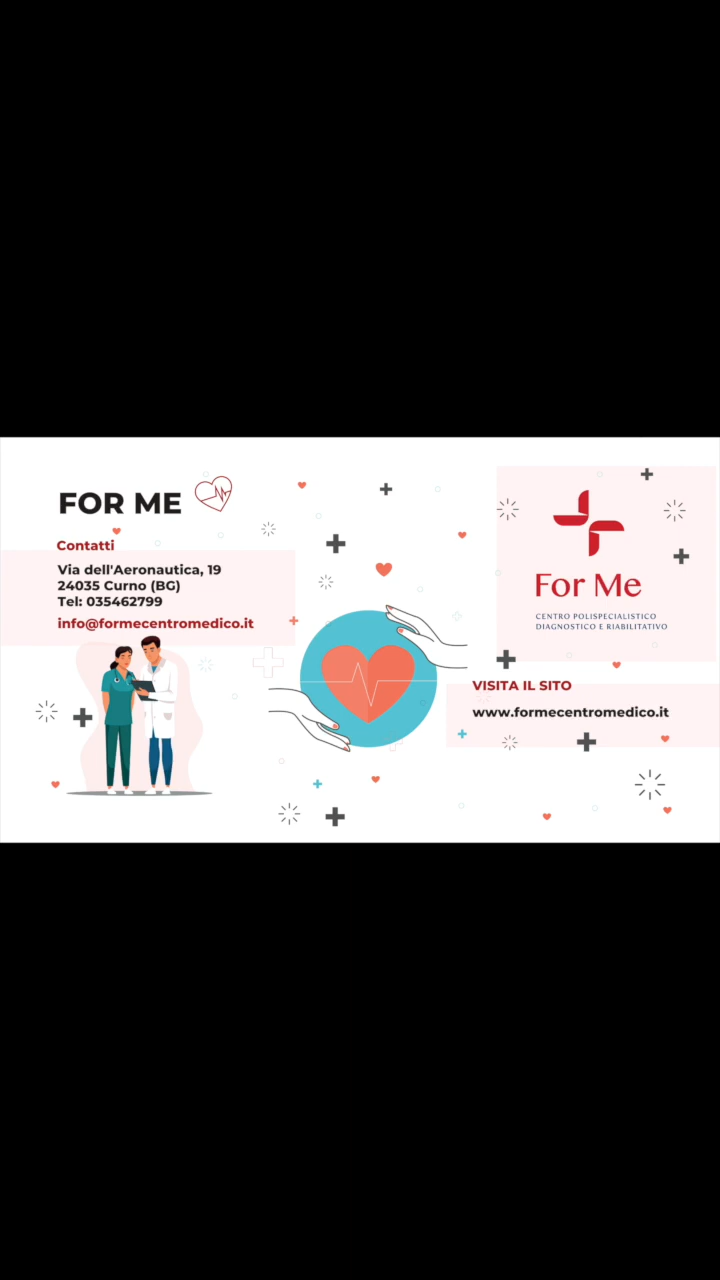 FOR ME
Contatti
Via dell'Aeronautica, 19
24035 Curno (BG)
Tel: 035462799
info@formecentromedico.it
For Me
CENTRO POLISPECIALISTICO
DIAGNOSTICO E RIABILITATIVO
VISITA IL SITO
www.formecentromedico.it